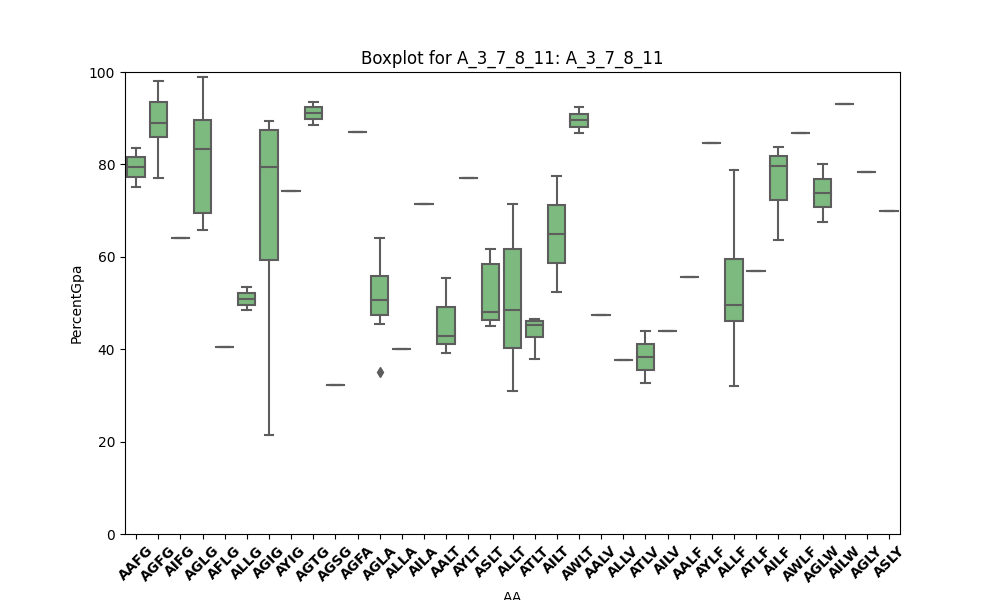 Boxplot for A_3_7_8_11: A_3_7_8_11
100
80
60
40
20
0
PercentGpa
AAFG AGFG AIFG AGLG AFLG ALLG AGIG AYIG AGTG AGSG AGFA AGLA ALLA AILA AALT AYLT ASLT ALLT ATLT AILT AWLT AALV ALLV ATLV AILV AALF AYLF ALLF ATLF AILF AWLF AGLW AILW AGLY ASLY
AA